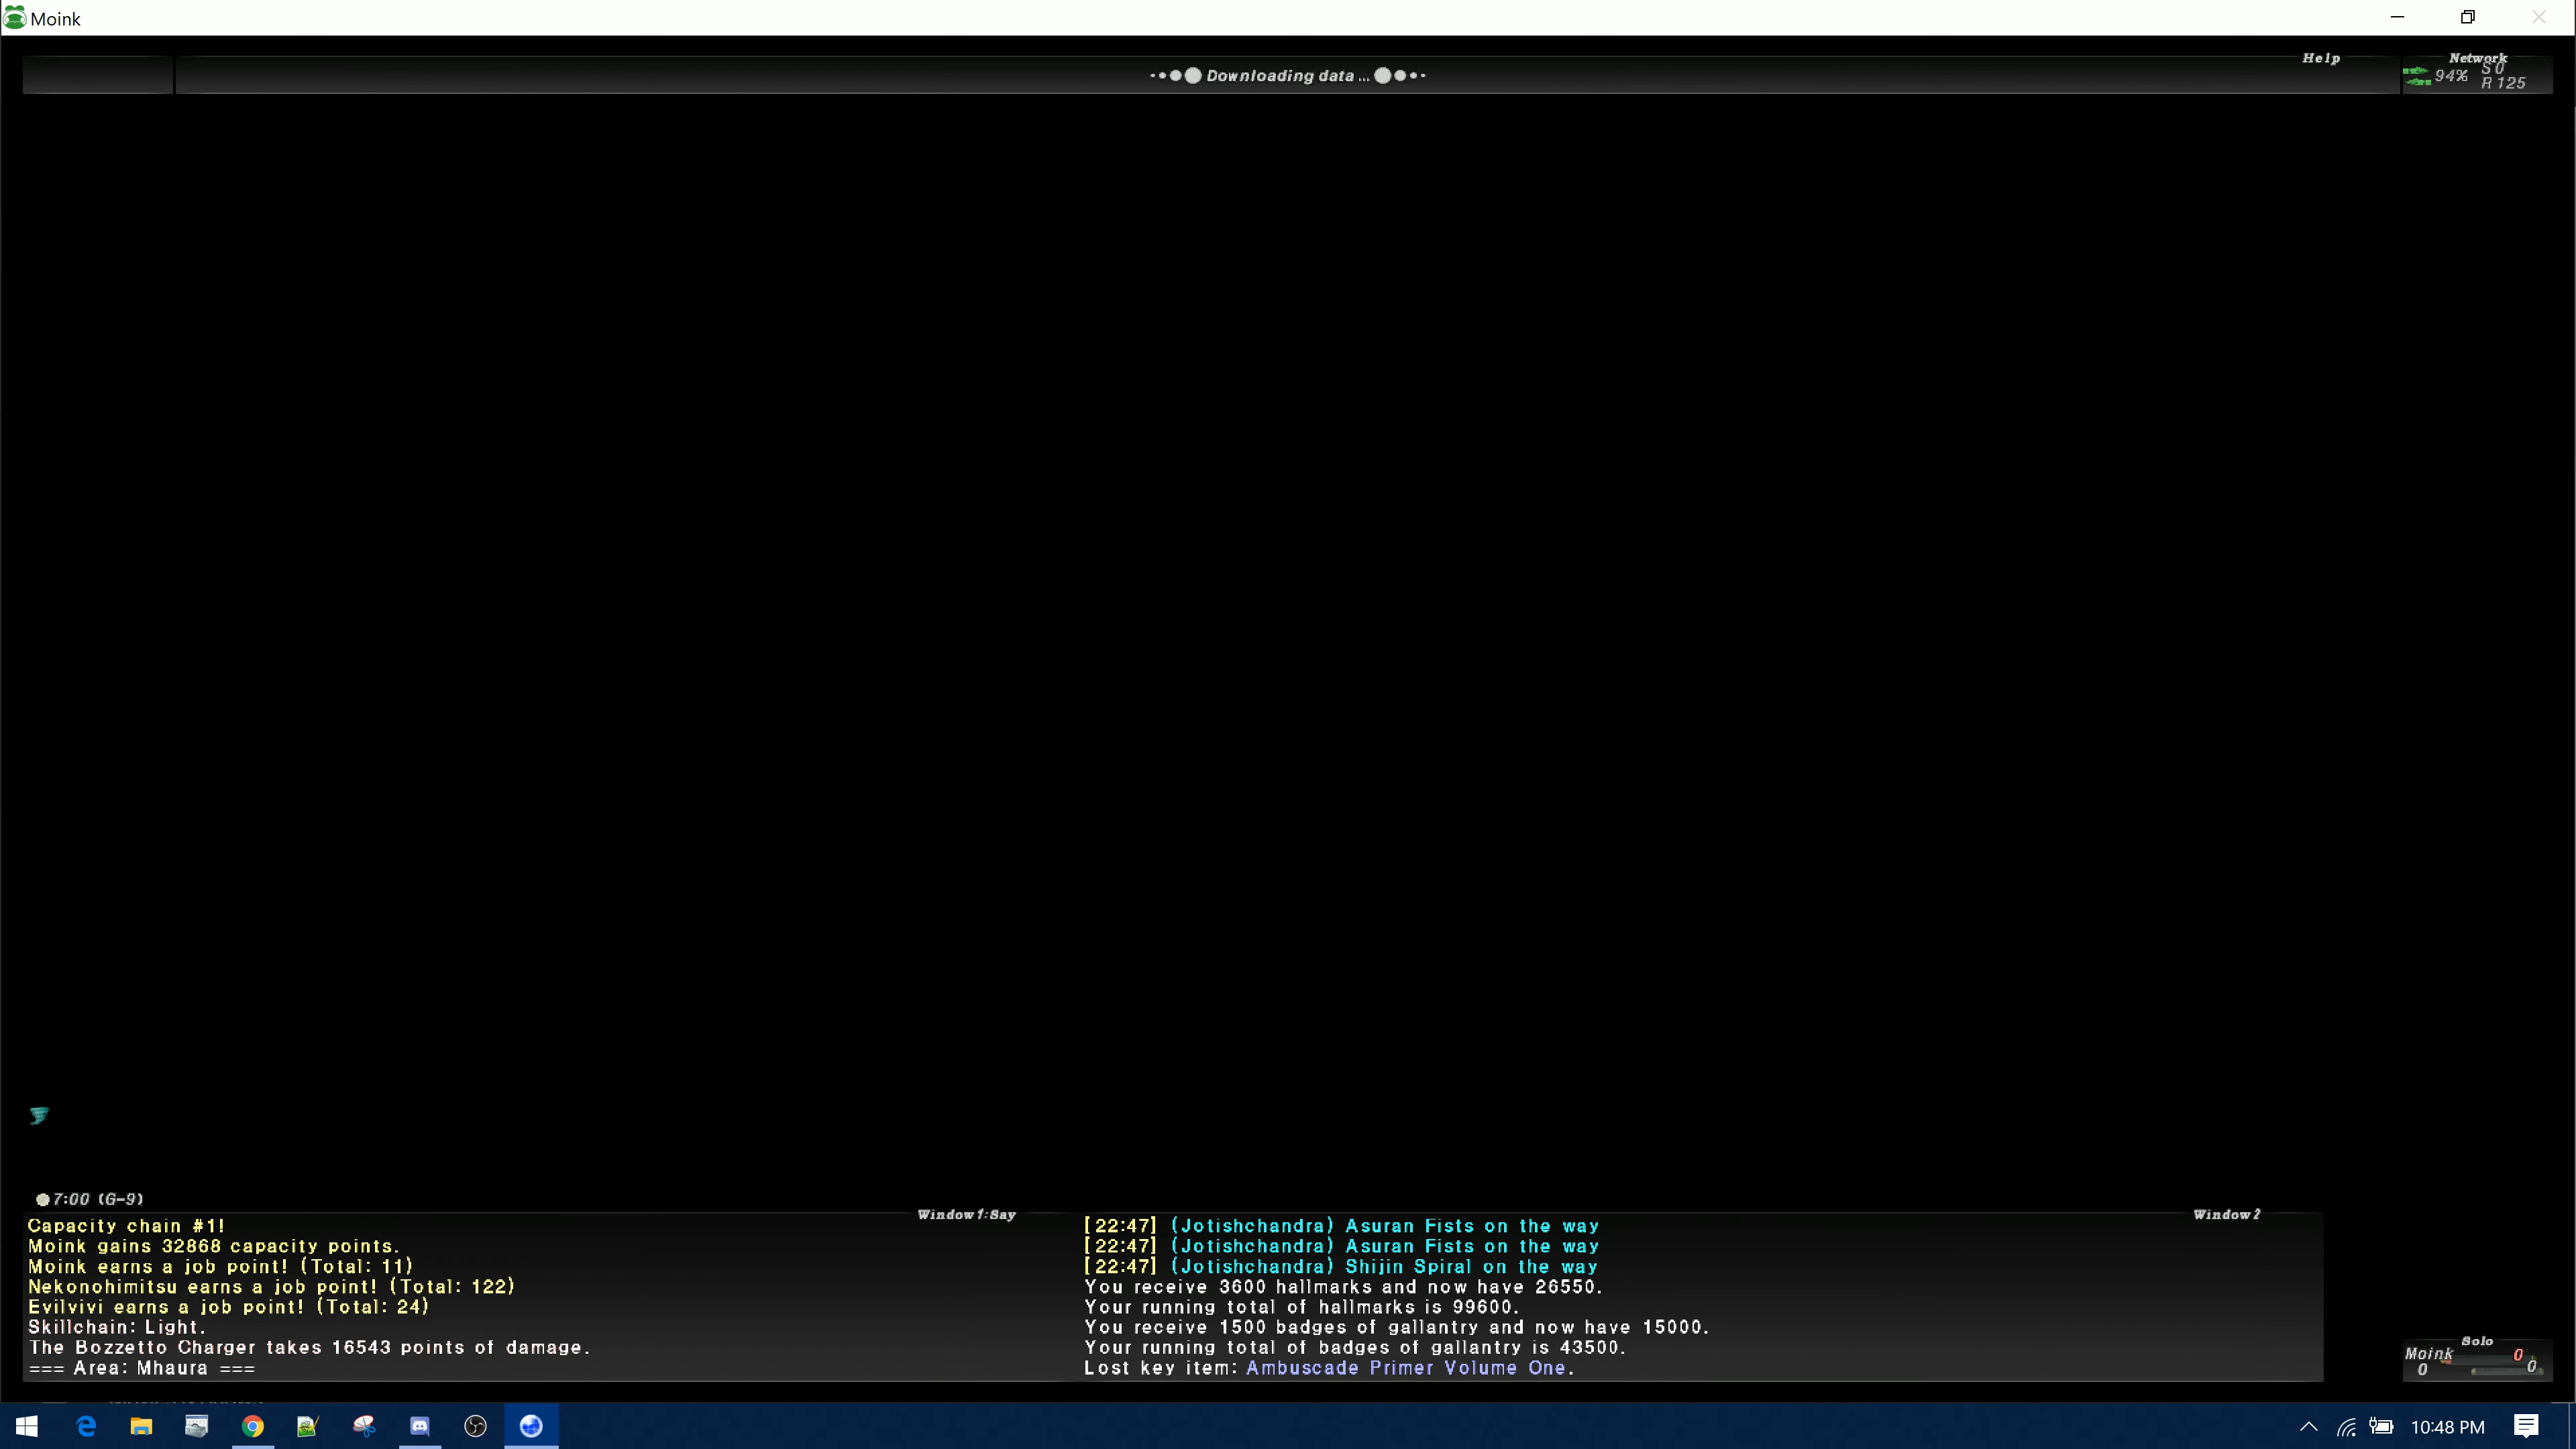 Moink
Downloading data ...
Help
Network
94%
S 0
R 125
7:00 (G-9)
Window1:Say
Capacity chain #1!
Moink gains 32868 capacity points.
Moink earns a job point! (Total: 11)
Nekonohimitsu earns a job point! (Total: 122)
Evilvivi earns a job point! (Total: 24)
Skillchain: Light.
The Bozzetto Charger takes 16543 points of damage.
=== Area: Mhaura ===
Window2
[22:47] (Jotishchandra) Asuran Fists on the way
[22:47] (Jotishchandra) Asuran Fists on the way
[22:47] (Jotishchandra) Shijin Spiral on the way
You receive 3600 hallmarks and now have 26550.
Your running total of hallmarks is 99600.
You receive 1500 badges of gallantry and now have 15000.
Your running total of badges of gallantry is 43500.
Lost key item: Ambuscade Primer Volume One.
Solo
Moink 0
0 0
10:48 PM